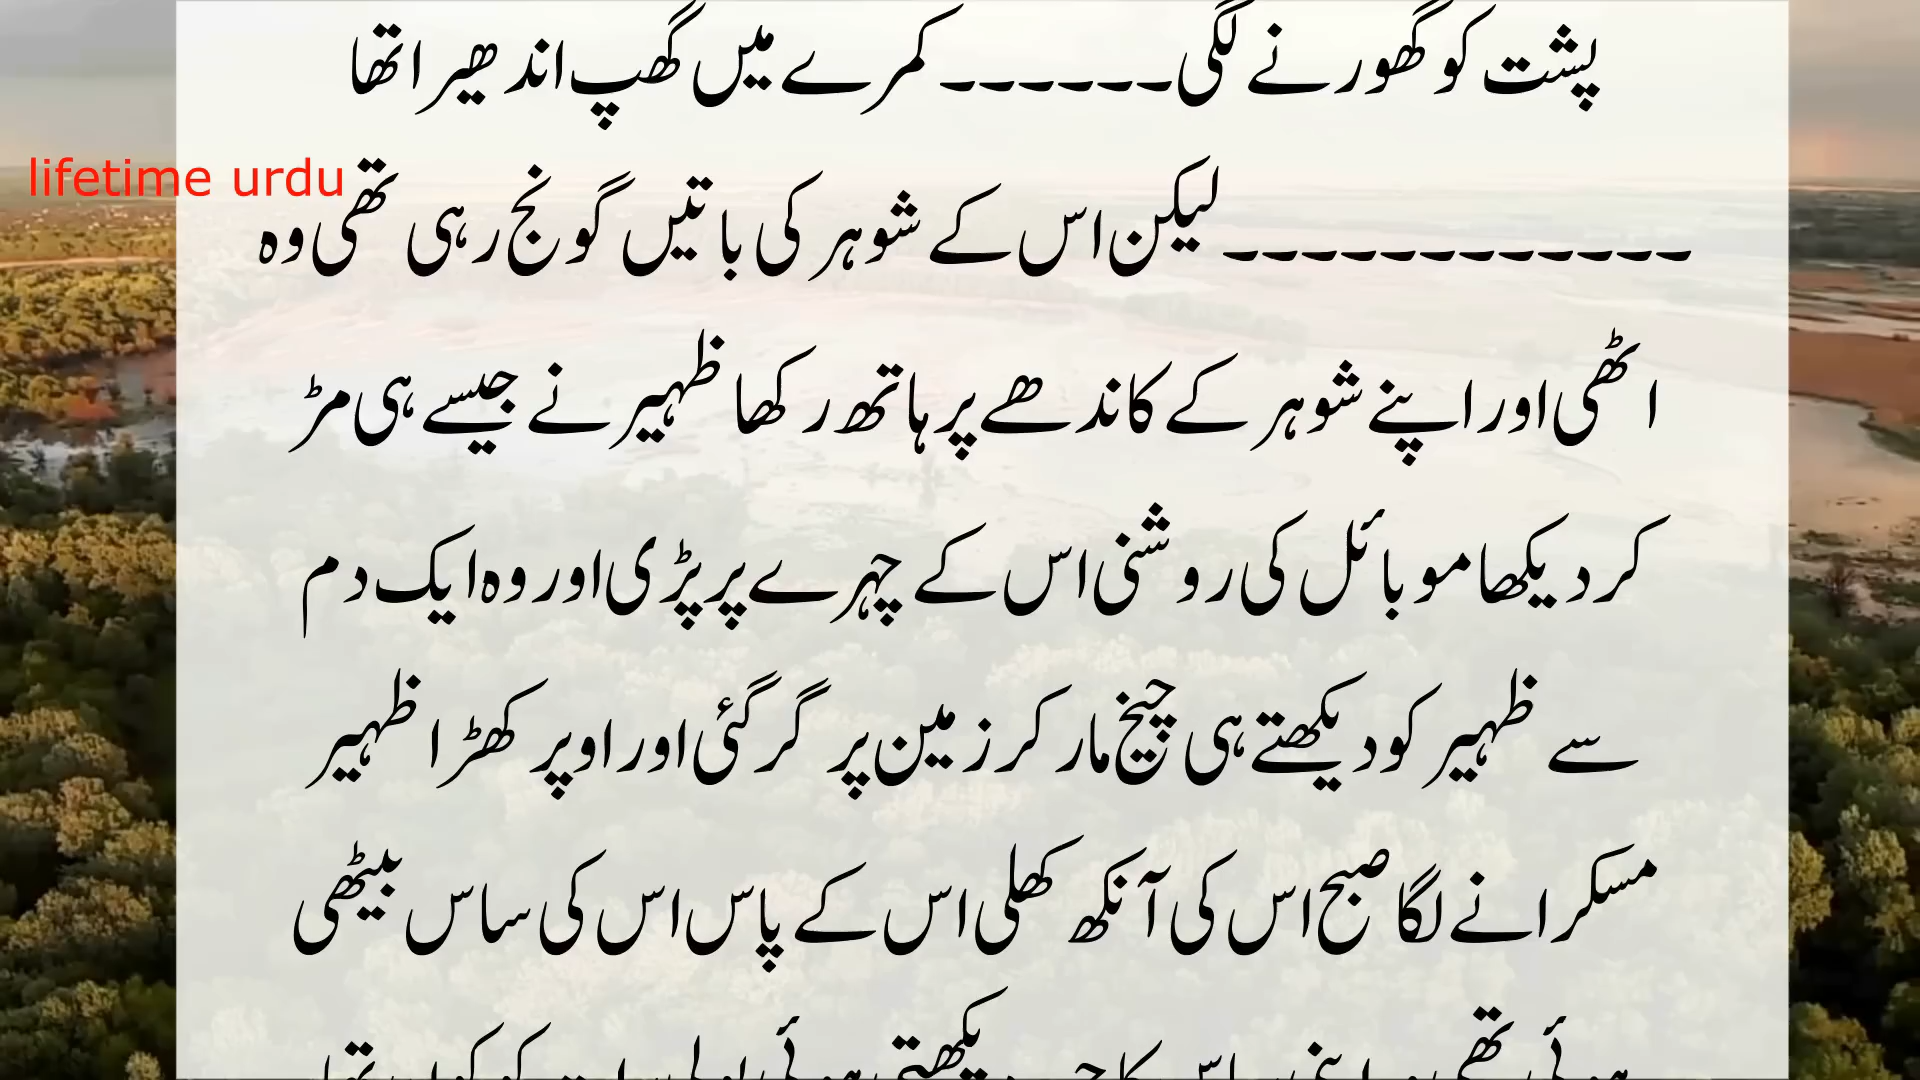 پشت کو گھورنے لگی۔۔۔۔۔۔ کمرے میں گھپ اندھیرا تھا
lifetime urdu
۔۔۔۔۔۔۔۔۔۔۔۔لیکن اس کے شوہر کی باتیں گونج رہی تھی وہ
اٹھی اور اپنے شوہر کے کاندھے پر ہاتھ رکھا ظہیر نے جیسے ہی مڑ
کر دیکھا موبائل کی روشنی اس کے چہرے پر پڑی اور وہ ایک دم
سے ظہیر کو دیکھتے ہی چیخ مار کر زمین پر گر گئی اور اوپر کھڑا ظہیر
مسکرانے لگا صبح اس کی آنکھ کھلی اس کے پاس اس کی ساس بیٹھی
ہوئی تھی